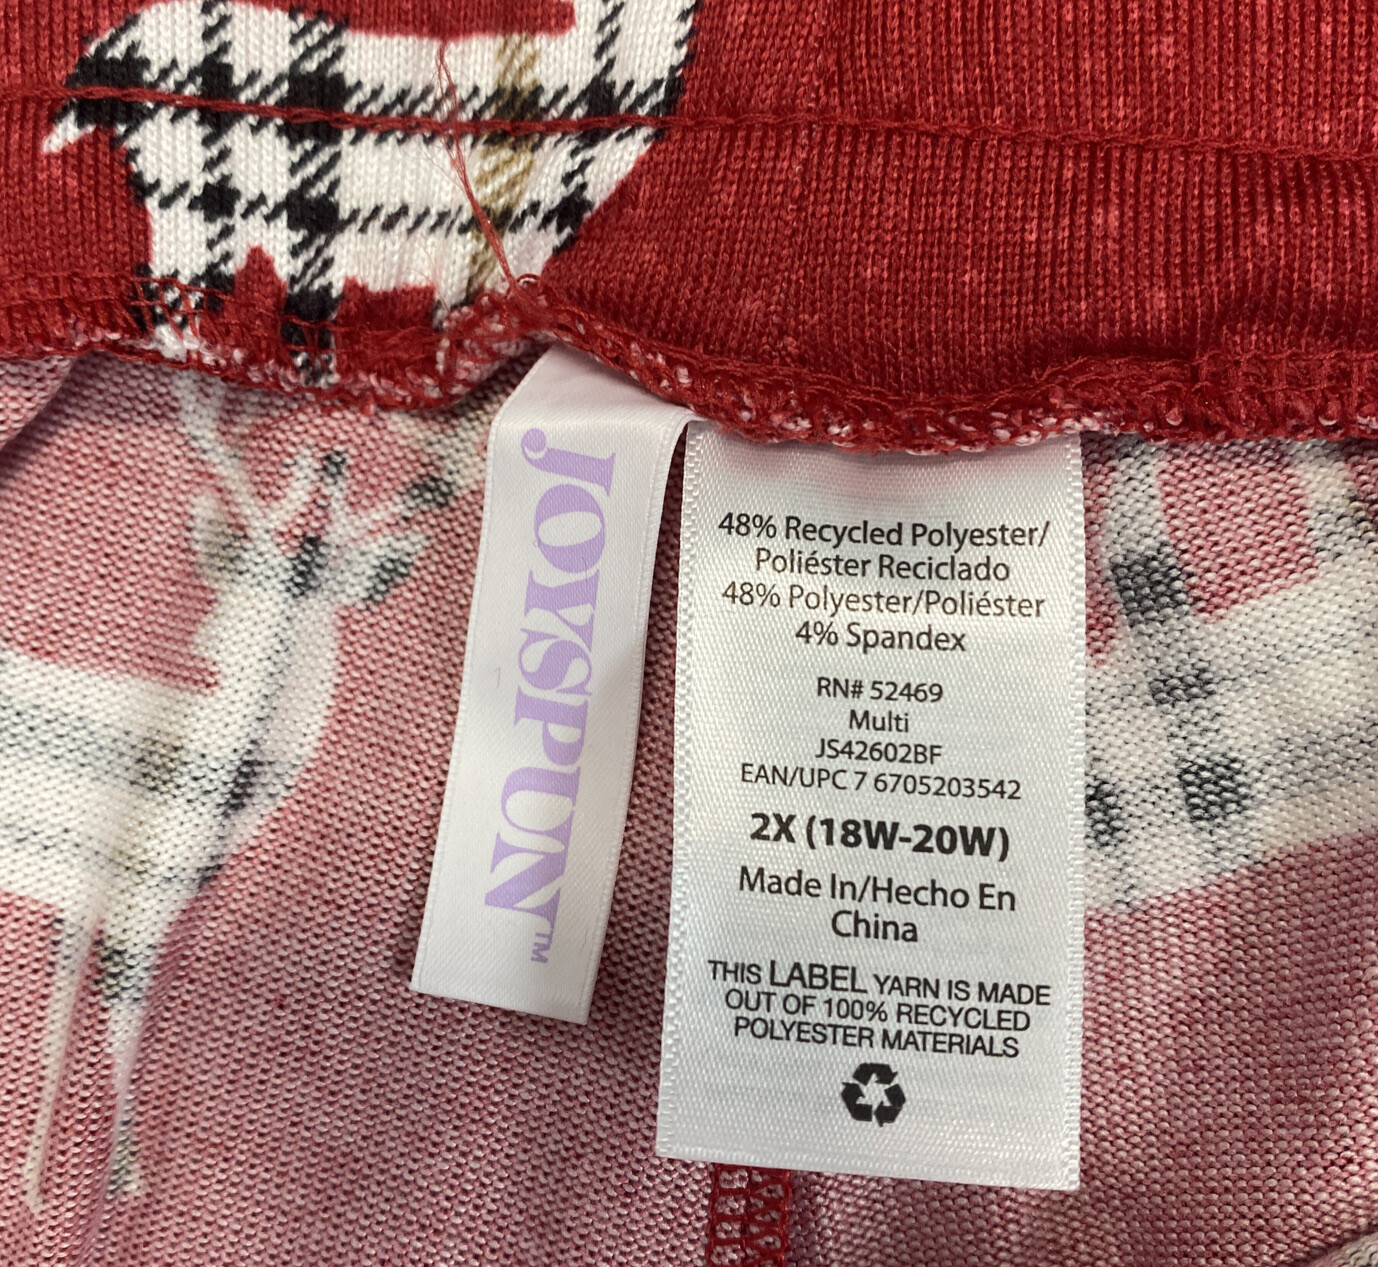 JOYSPUN™
48% Recycled Polyester/
Poliéster Reciclado
48% Polyester/Poliéster
4% Spandex
RN# 52469
Multi
JS42602BF
EAN/UPC 7 6705203542
2X (18W-20W)
Made In/Hecho En
China
THIS LABEL YARN IS MADE
OUT OF 100% RECYCLED
POLYESTER MATERIALS